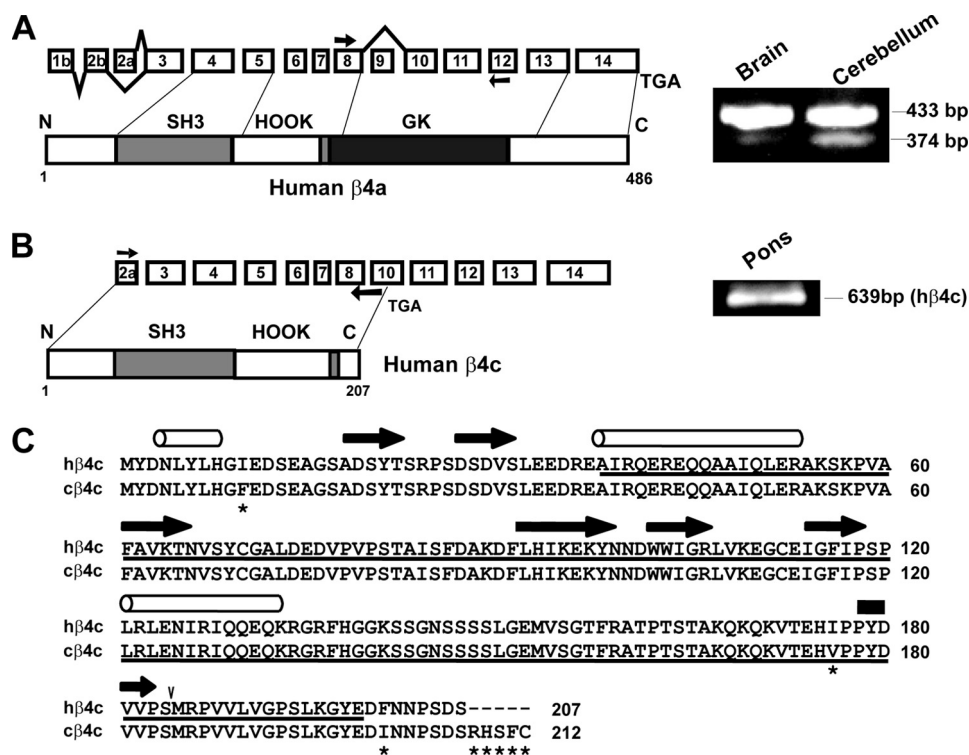 A
1b 2b 2a 3 4 5 6 7 8 9 10 11 12 13 14
TGA
N SH3 HOOK GK C
1 486
Human β4a
Brain Cerebellum
433 bp
374 bp
B
2a 3 4 5 6 7 8 10 11 12 13 14
TGA
N SH3 HOOK C
1 207
Human β4c
Pons
639bp (hβ4c)
C
hβ4c MYDNLYLHGIEDSEAGSADSYTSRPSDSDVSLEEDREAIRQEREQQAAIQLERAKSKPVA 60
cβ4c MYDNLYLHGFEDSEAGSADSYTSRPSDSDVSLEEDREAIRQEREQQAAIQLERAKSKPVA 60
*
hβ4c FAVKTNVSYCGALDEDVPVPSTAISFDAKDFLHIKEKYNNDWWIGRLVKEGCEIGFIPSP 120
cβ4c FAVKTNVSYCGALDEDVPVPSTAISFDAKDFLHIKEKYNNDWWIGRLVKEGCEIGFIPSP 120
hβ4c LRLENIRIQQEQKRGRFHGGKSSGNSSSSLGEMVSGTFRATPTSTAKQKQKVTEHIPPYD 180
cβ4c LRLENIRIQQEQKRGRFHGGKSSGNSSSSLGEMVSGTFRATPTSTAKQKQKVTEHVPPYD 180
*
hβ4c VVPSMRPVVLVGPSLKGYEDFNNPSDS----- 207
cβ4c VVPSMRPVVLVGPSLKGYEDINNPSDSRHSFC 212
* *****